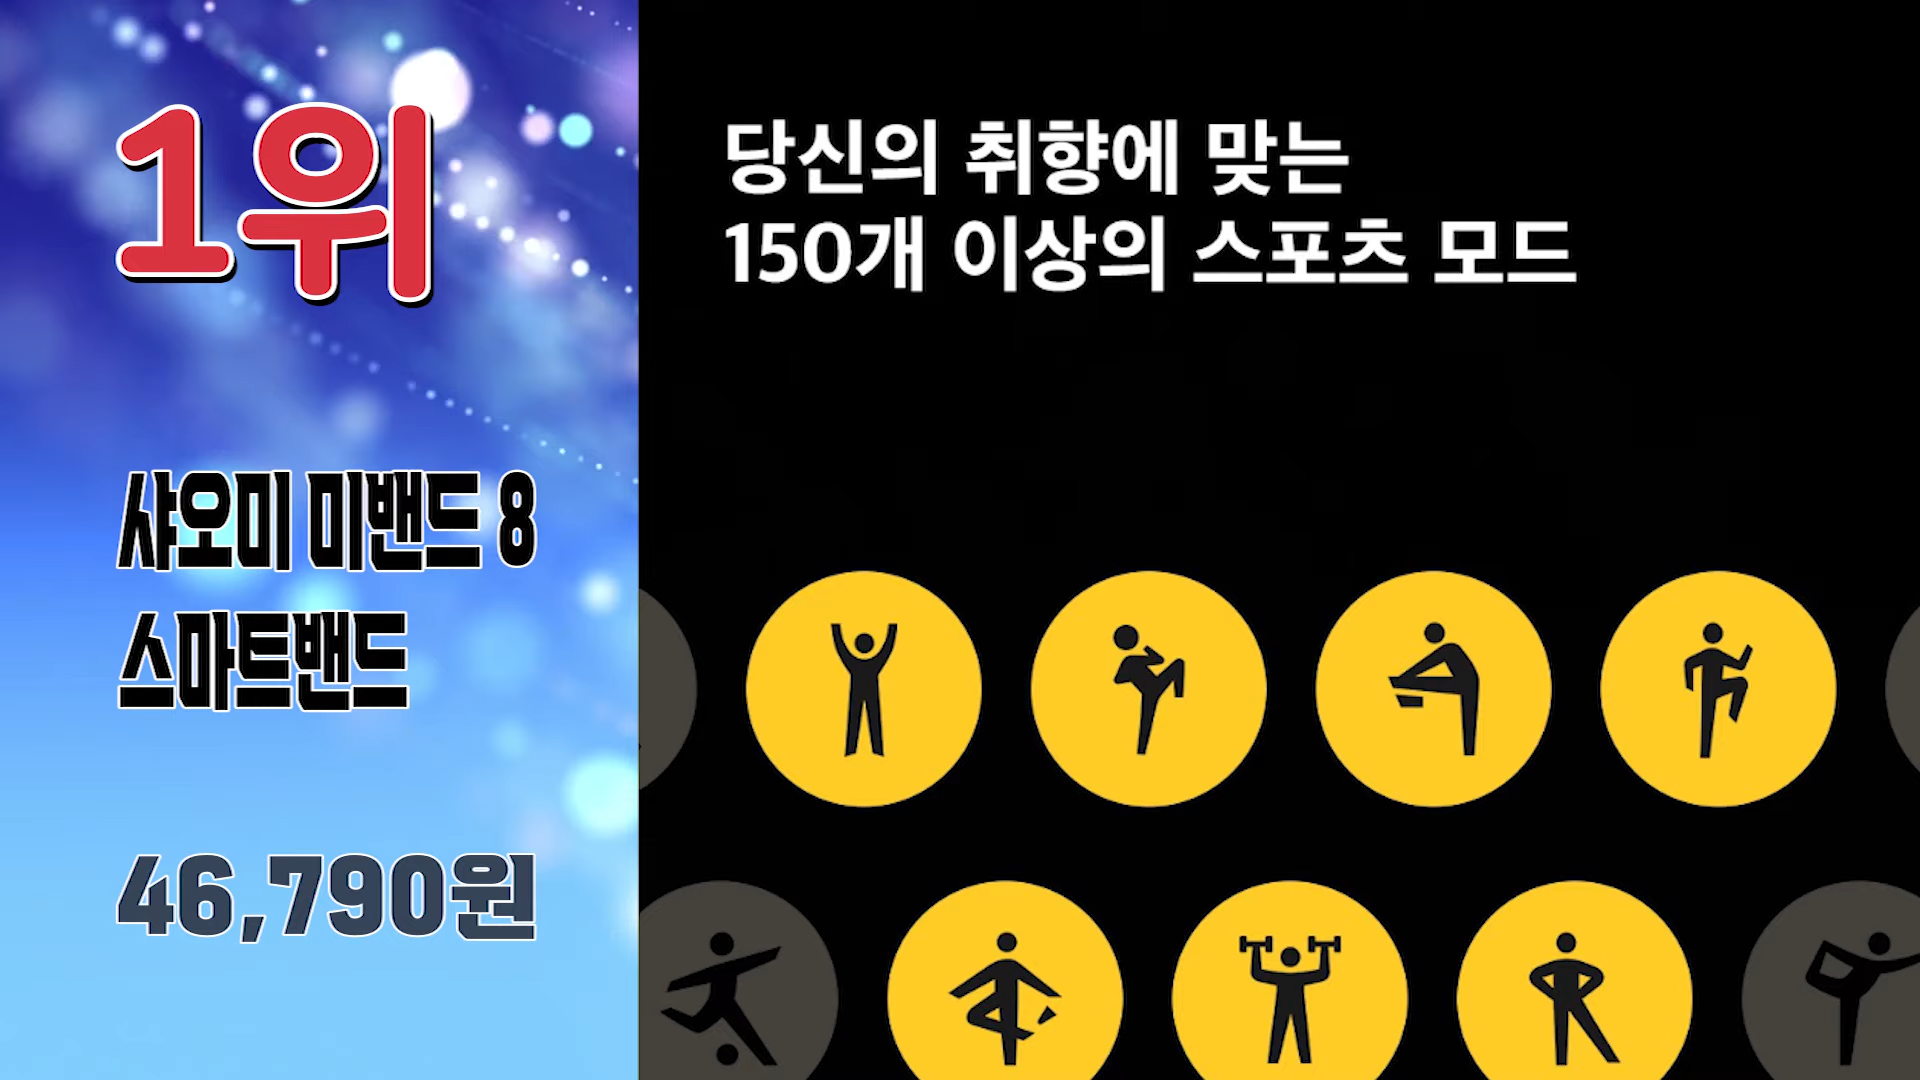 1위
샤오미 미밴드 8
스마트밴드
46,790원
당신의 취향에 맞는
150개 이상의 스포츠 모드